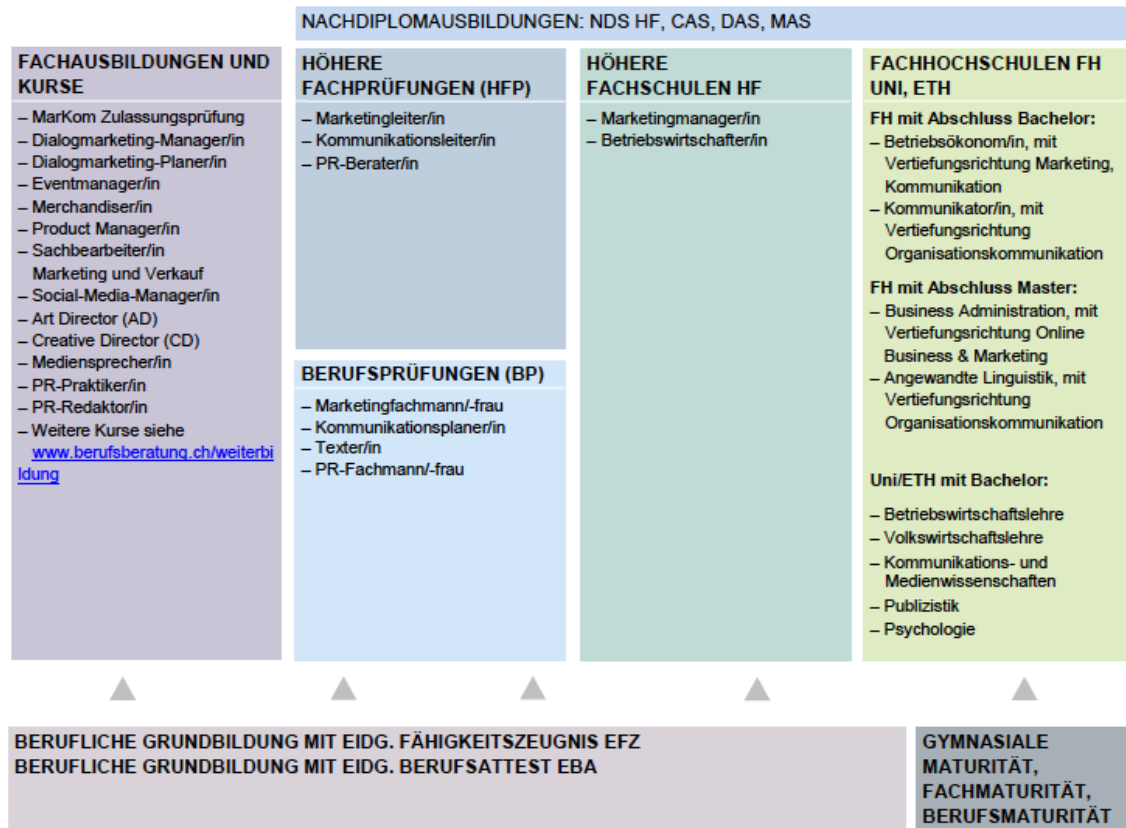 NACHDIPLOMAUSBILDUNGEN: NDS HF, CAS, DAS, MAS
FACHAUSBILDUNGEN UND
KURSE
– MarKom Zulassungsprüfung
– Dialogmarketing-Manager/in
– Dialogmarketing-Planer/in
– Eventmanager/in
– Merchandiser/in
– Product Manager/in
– Sachbearbeiter/in
Marketing und Verkauf
– Social-Media-Manager/in
– Art Director (AD)
– Creative Director (CD)
– Mediensprecher/in
– PR-Praktiker/in
– PR-Redaktor/in
– Weitere Kurse siehe
www.berufsberatung.ch/weiterbi
ldung
HÖHERE
FACHPRÜFUNGEN (HFP)
– Marketingleiter/in
– Kommunikationsleiter/in
– PR-Berater/in
BERUFSPRÜFUNGEN (BP)
– Marketingfachmann/-frau
– Kommunikationsplaner/in
– Texter/in
– PR-Fachmann/-frau
HÖHERE
FACHSCHULEN HF
– Marketingmanager/in
– Betriebswirtschafter/in
FACHHOCHSCHULEN FH
UNI, ETH
FH mit Abschluss Bachelor:
– Betriebsökonom/in, mit
Vertiefungsrichtung Marketing,
Kommunikation
– Kommunikator/in, mit
Vertiefungsrichtung
Organisationskommunikation
FH mit Abschluss Master:
– Business Administration, mit
Vertiefungsrichtung Online
Business & Marketing
– Angewandte Linguistik, mit
Vertiefungsrichtung
Organisationskommunikation
Uni/ETH mit Bachelor:
– Betriebswirtschaftslehre
– Volkswirtschaftslehre
– Kommunikations- und
Medienwissenschaften
– Publizistik
– Psychologie
BERUFLICHE GRUNDBILDUNG MIT EIDG. FÄHIGKEITSZEUGNIS EFZ
BERUFLICHE GRUNDBILDUNG MIT EIDG. BERUFSATTEST EBA
GYMNASIALE
MATURITÄT,
FACHMATURITÄT,
BERUFSMATURITÄT